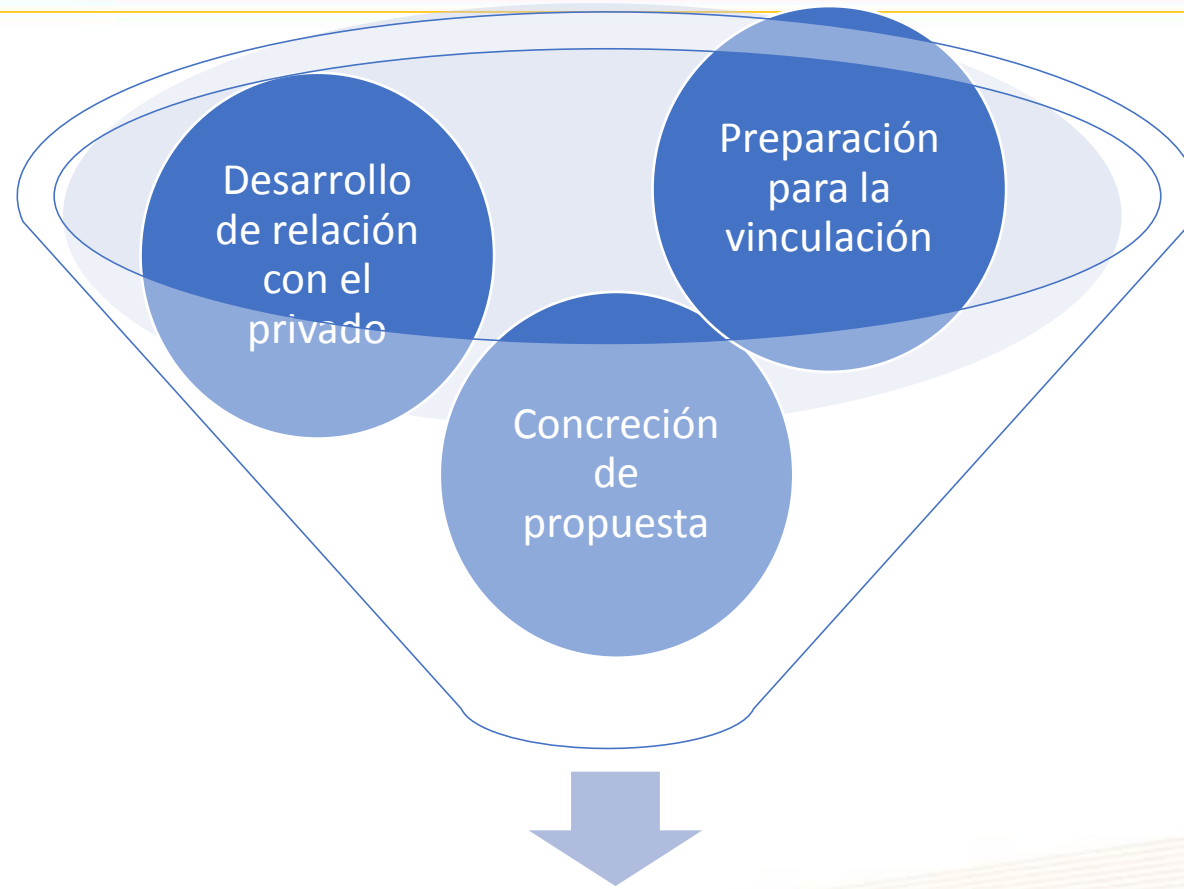 Desarrollo
de relación
con el
privado
Preparación
para la
vinculación
Concreción
de
propuesta